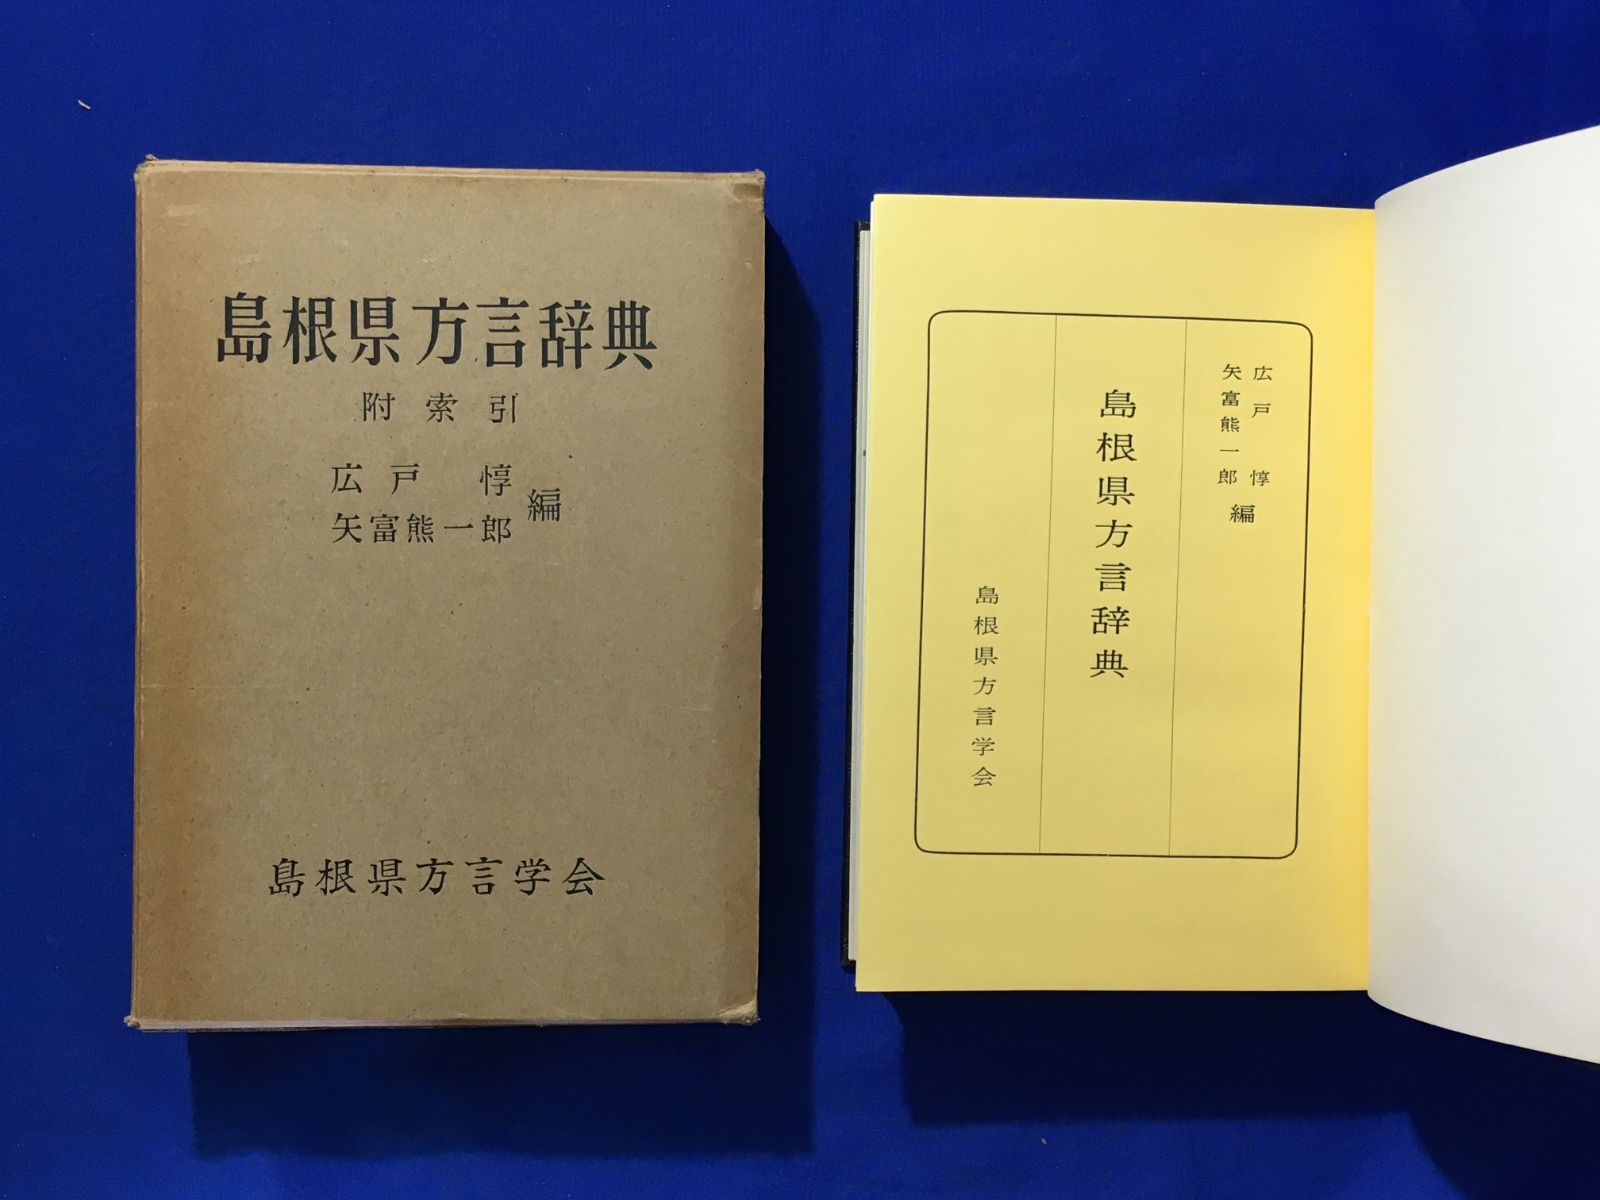 島根県方言辞典
附索引
広戸惇
矢富熊一郎
編
島根県方言学会
広戸惇
矢富熊一郎
編
島根県方言辞典
島根県方言学会